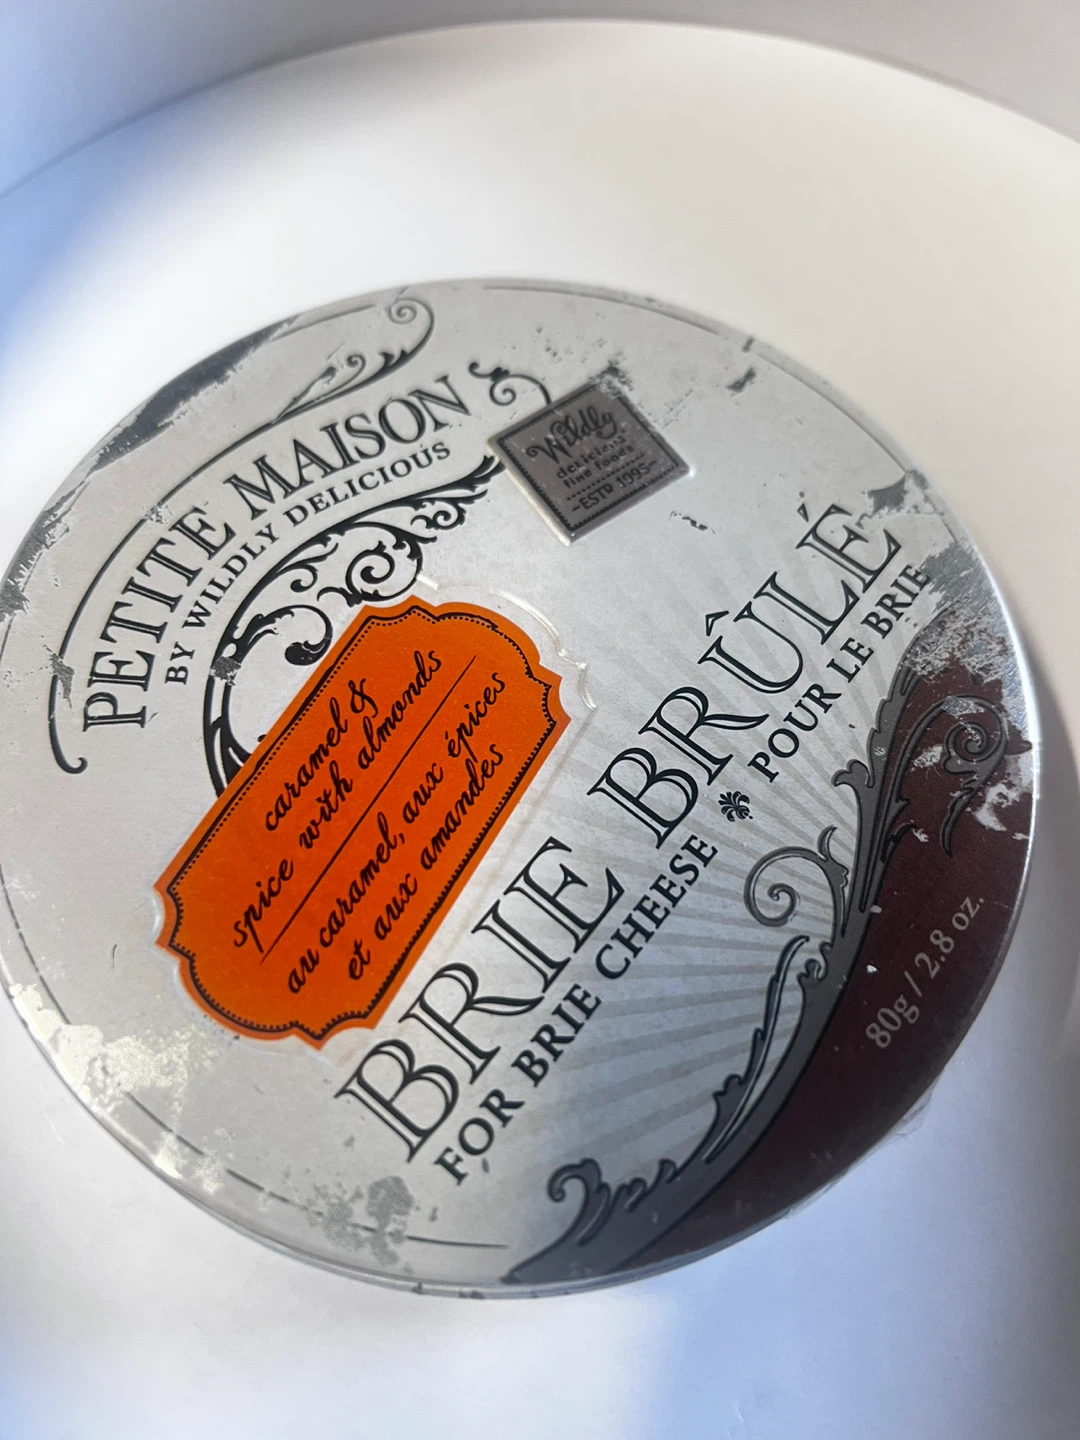 PETITE MAISON
BY WILDLY DELICIOUS
Wildly
delicious
fine foods
~ESTD 1995~
caramel &
spice with almonds
au caramel, aux épices
et aux amandes
BRIE BRÛLÉ
FOR BRIE CHEESE POUR LE BRIE
80g / 2.8 oz.